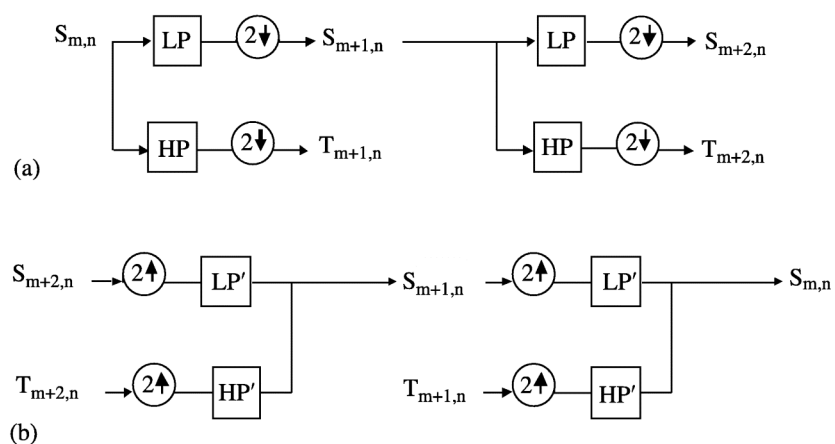 S_{m,n} LP 2↓ S_{m+1,n} LP 2↓ S_{m+2,n}
HP 2↓ T_{m+1,n} HP 2↓ T_{m+2,n}
(a)
S_{m+2,n} 2↑ LP′ S_{m+1,n} 2↑ LP′ S_{m,n}
T_{m+2,n} 2↑ HP′ T_{m+1,n} 2↑ HP′
(b)